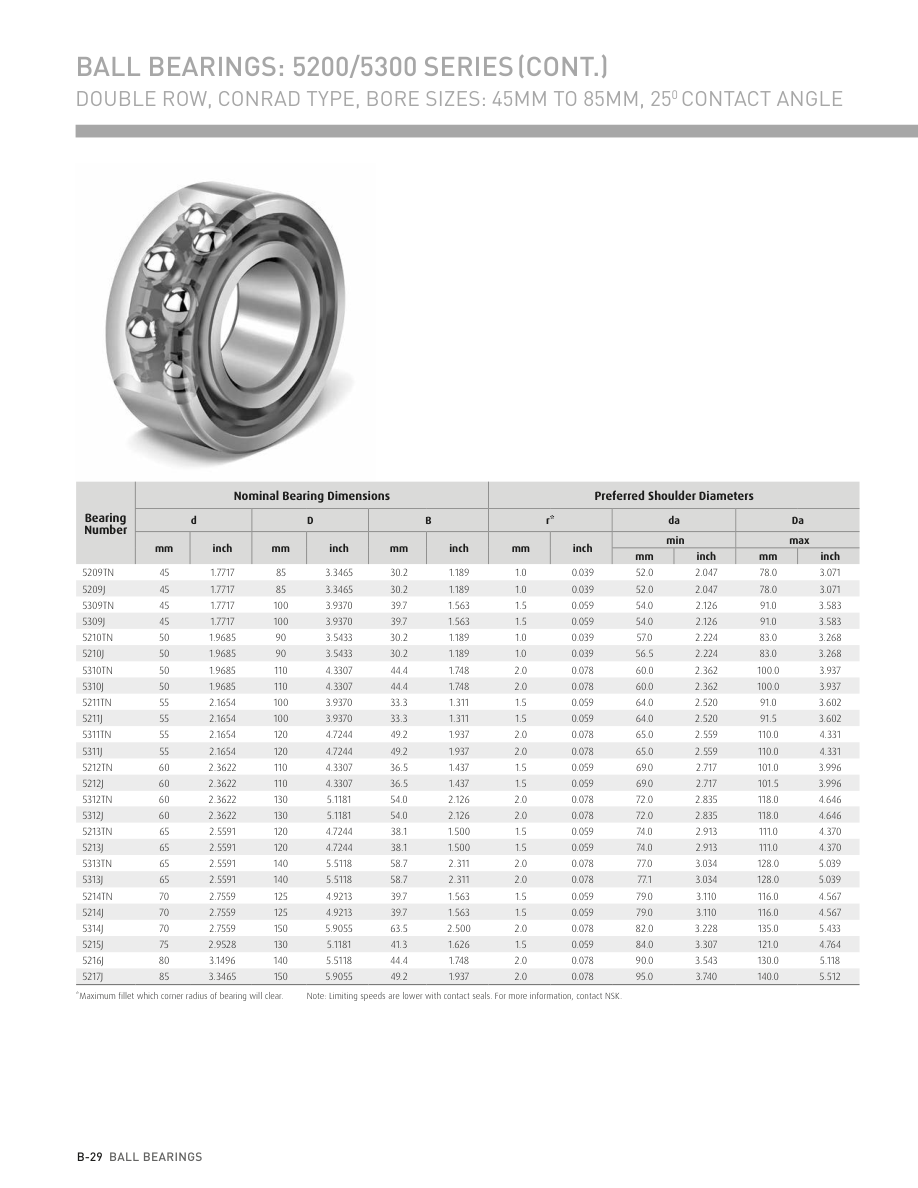 BALL BEARINGS: 5200/5300 SERIES (CONT.)
DOUBLE ROW, CONRAD TYPE, BORE SIZES: 45MM TO 85MM, 25⁰ CONTACT ANGLE
Bearing Number Nominal Bearing Dimensions Preferred Shoulder Diameters
d D B r* da Da
min max
mm inch mm inch mm inch mm inch mm inch mm inch
5209TN 45 1.7717 85 3.3465 30.2 1.189 1.0 0.039 52.0 2.047 78.0 3.071
5209J 45 1.7717 85 3.3465 30.2 1.189 1.0 0.039 52.0 2.047 78.0 3.071
5309TN 45 1.7717 100 3.9370 39.7 1.563 1.5 0.059 54.0 2.126 91.0 3.583
5309J 45 1.7717 100 3.9370 39.7 1.563 1.5 0.059 54.0 2.126 91.0 3.583
5210TN 50 1.9685 90 3.5433 30.2 1.189 1.0 0.039 57.0 2.224 83.0 3.268
5210J 50 1.9685 90 3.5433 30.2 1.189 1.0 0.039 56.5 2.224 83.0 3.268
5310TN 50 1.9685 110 4.3307 44.4 1.748 2.0 0.078 60.0 2.362 100.0 3.937
5310J 50 1.9685 110 4.3307 44.4 1.748 2.0 0.078 60.0 2.362 100.0 3.937
5211TN 55 2.1654 100 3.9370 33.3 1.311 1.5 0.059 64.0 2.520 91.0 3.602
5211J 55 2.1654 100 3.9370 33.3 1.311 1.5 0.059 64.0 2.520 91.5 3.602
5311TN 55 2.1654 120 4.7244 49.2 1.937 2.0 0.078 65.0 2.559 110.0 4.331
5311J 55 2.1654 120 4.7244 49.2 1.937 2.0 0.078 65.0 2.559 110.0 4.331
5212TN 60 2.3622 110 4.3307 36.5 1.437 1.5 0.059 69.0 2.717 101.0 3.996
5212J 60 2.3622 110 4.3307 36.5 1.437 1.5 0.059 69.0 2.717 101.5 3.996
5312TN 60 2.3622 130 5.1181 54.0 2.126 2.0 0.078 72.0 2.835 118.0 4.646
5312J 60 2.3622 130 5.1181 54.0 2.126 2.0 0.078 72.0 2.835 118.0 4.646
5213TN 65 2.5591 120 4.7244 38.1 1.500 1.5 0.059 74.0 2.913 111.0 4.370
5213J 65 2.5591 120 4.7244 38.1 1.500 1.5 0.059 74.0 2.913 111.0 4.370
5313TN 65 2.5591 140 5.5118 58.7 2.311 2.0 0.078 77.0 3.034 128.0 5.039
5313J 65 2.5591 140 5.5118 58.7 2.311 2.0 0.078 77.1 3.034 128.0 5.039
5214TN 70 2.7559 125 4.9213 39.7 1.563 1.5 0.059 79.0 3.110 116.0 4.567
5214J 70 2.7559 125 4.9213 39.7 1.563 1.5 0.059 79.0 3.110 116.0 4.567
5314J 70 2.7559 150 5.9055 63.5 2.500 2.0 0.078 82.0 3.228 135.0 5.433
5215J 75 2.9528 130 5.1181 41.3 1.626 1.5 0.059 84.0 3.307 121.0 4.764
5216J 80 3.1496 140 5.5118 44.4 1.748 2.0 0.078 90.0 3.543 130.0 5.118
5217J 85 3.3465 150 5.9055 49.2 1.937 2.0 0.078 95.0 3.740 140.0 5.512
*Maximum fillet which corner radius of bearing will clear. Note: Limiting speeds are lower with contact seals. For more information, contact NSK
B-29 BALL BEARINGS